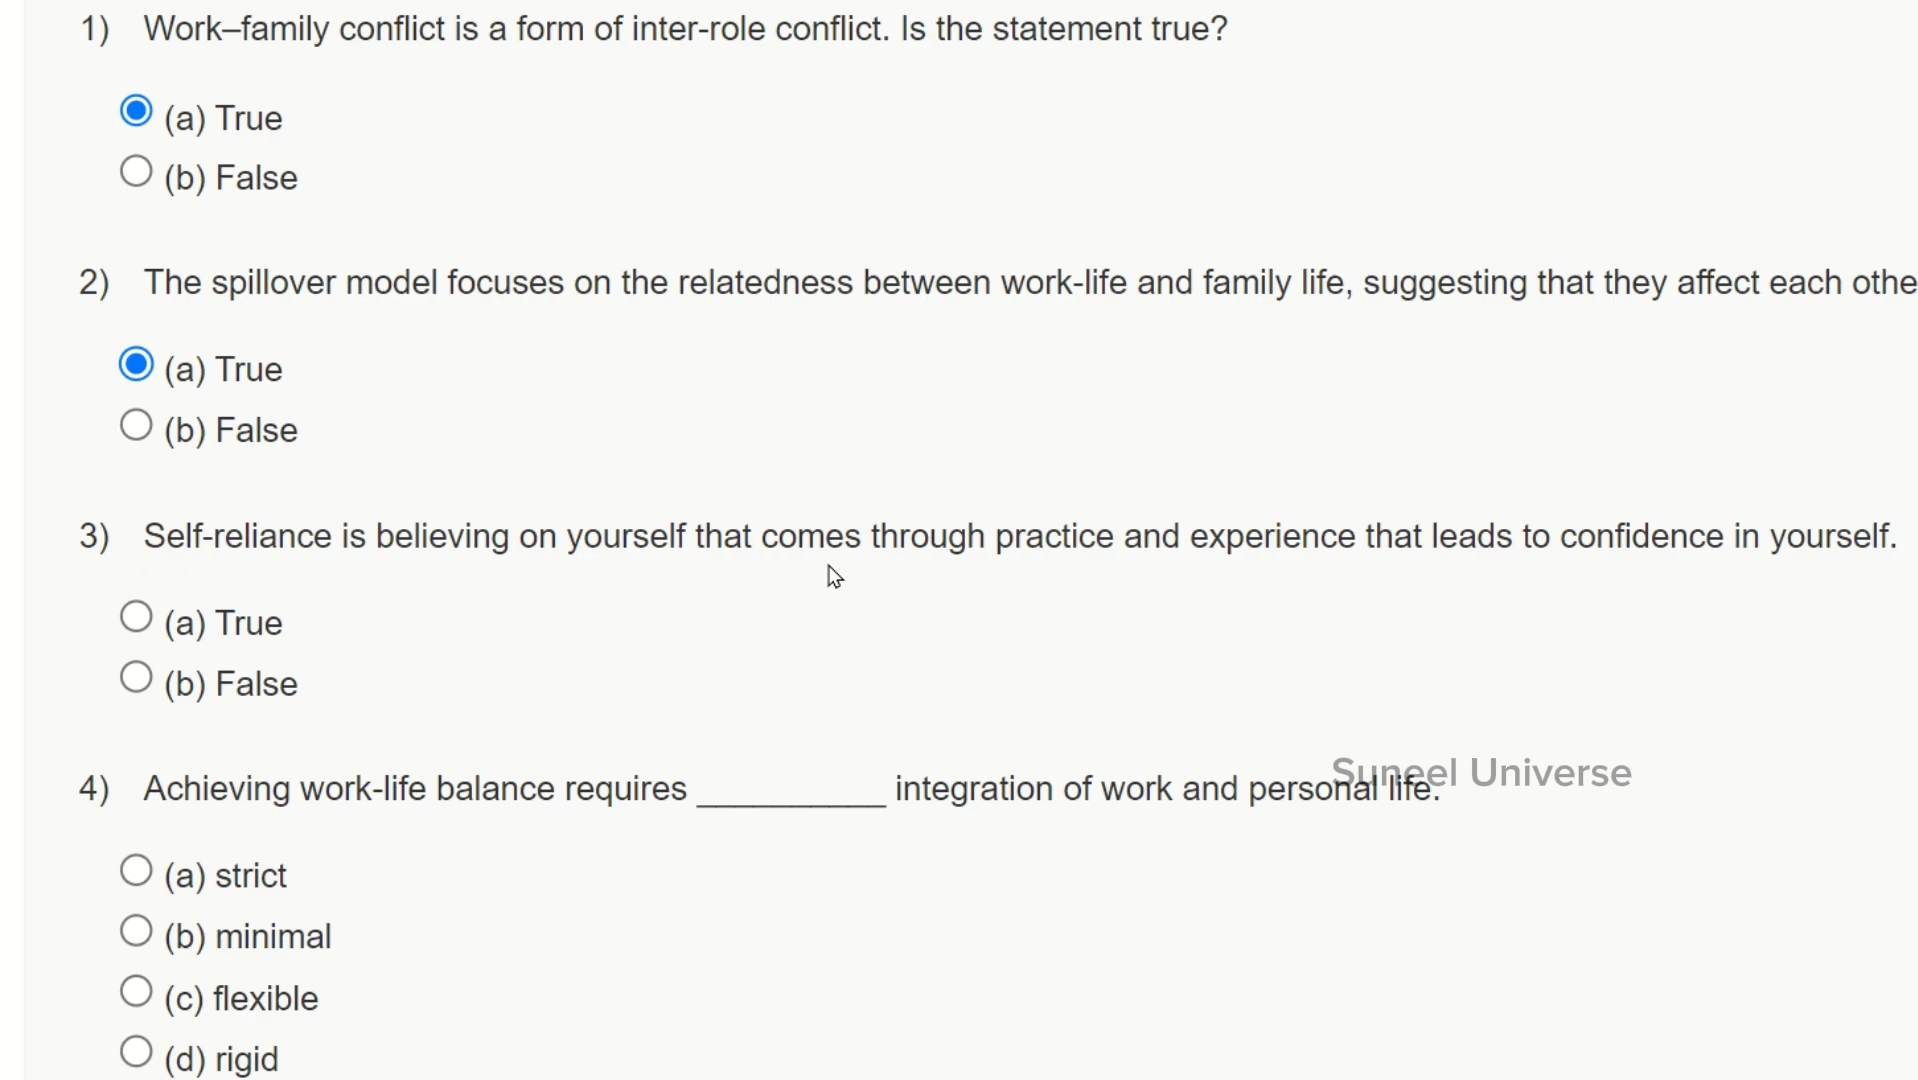 1) Work–family conflict is a form of inter-role conflict. Is the statement true?
(a) True
(b) False
2) The spillover model focuses on the relatedness between work-life and family life, suggesting that they affect each othe
(a) True
(b) False
3) Self-reliance is believing on yourself that comes through practice and experience that leads to confidence in yourself.
(a) True
(b) False
Suneel Universe
4) Achieving work-life balance requires __________ integration of work and personal life.
(a) strict
(b) minimal
(c) flexible
(d) rigid